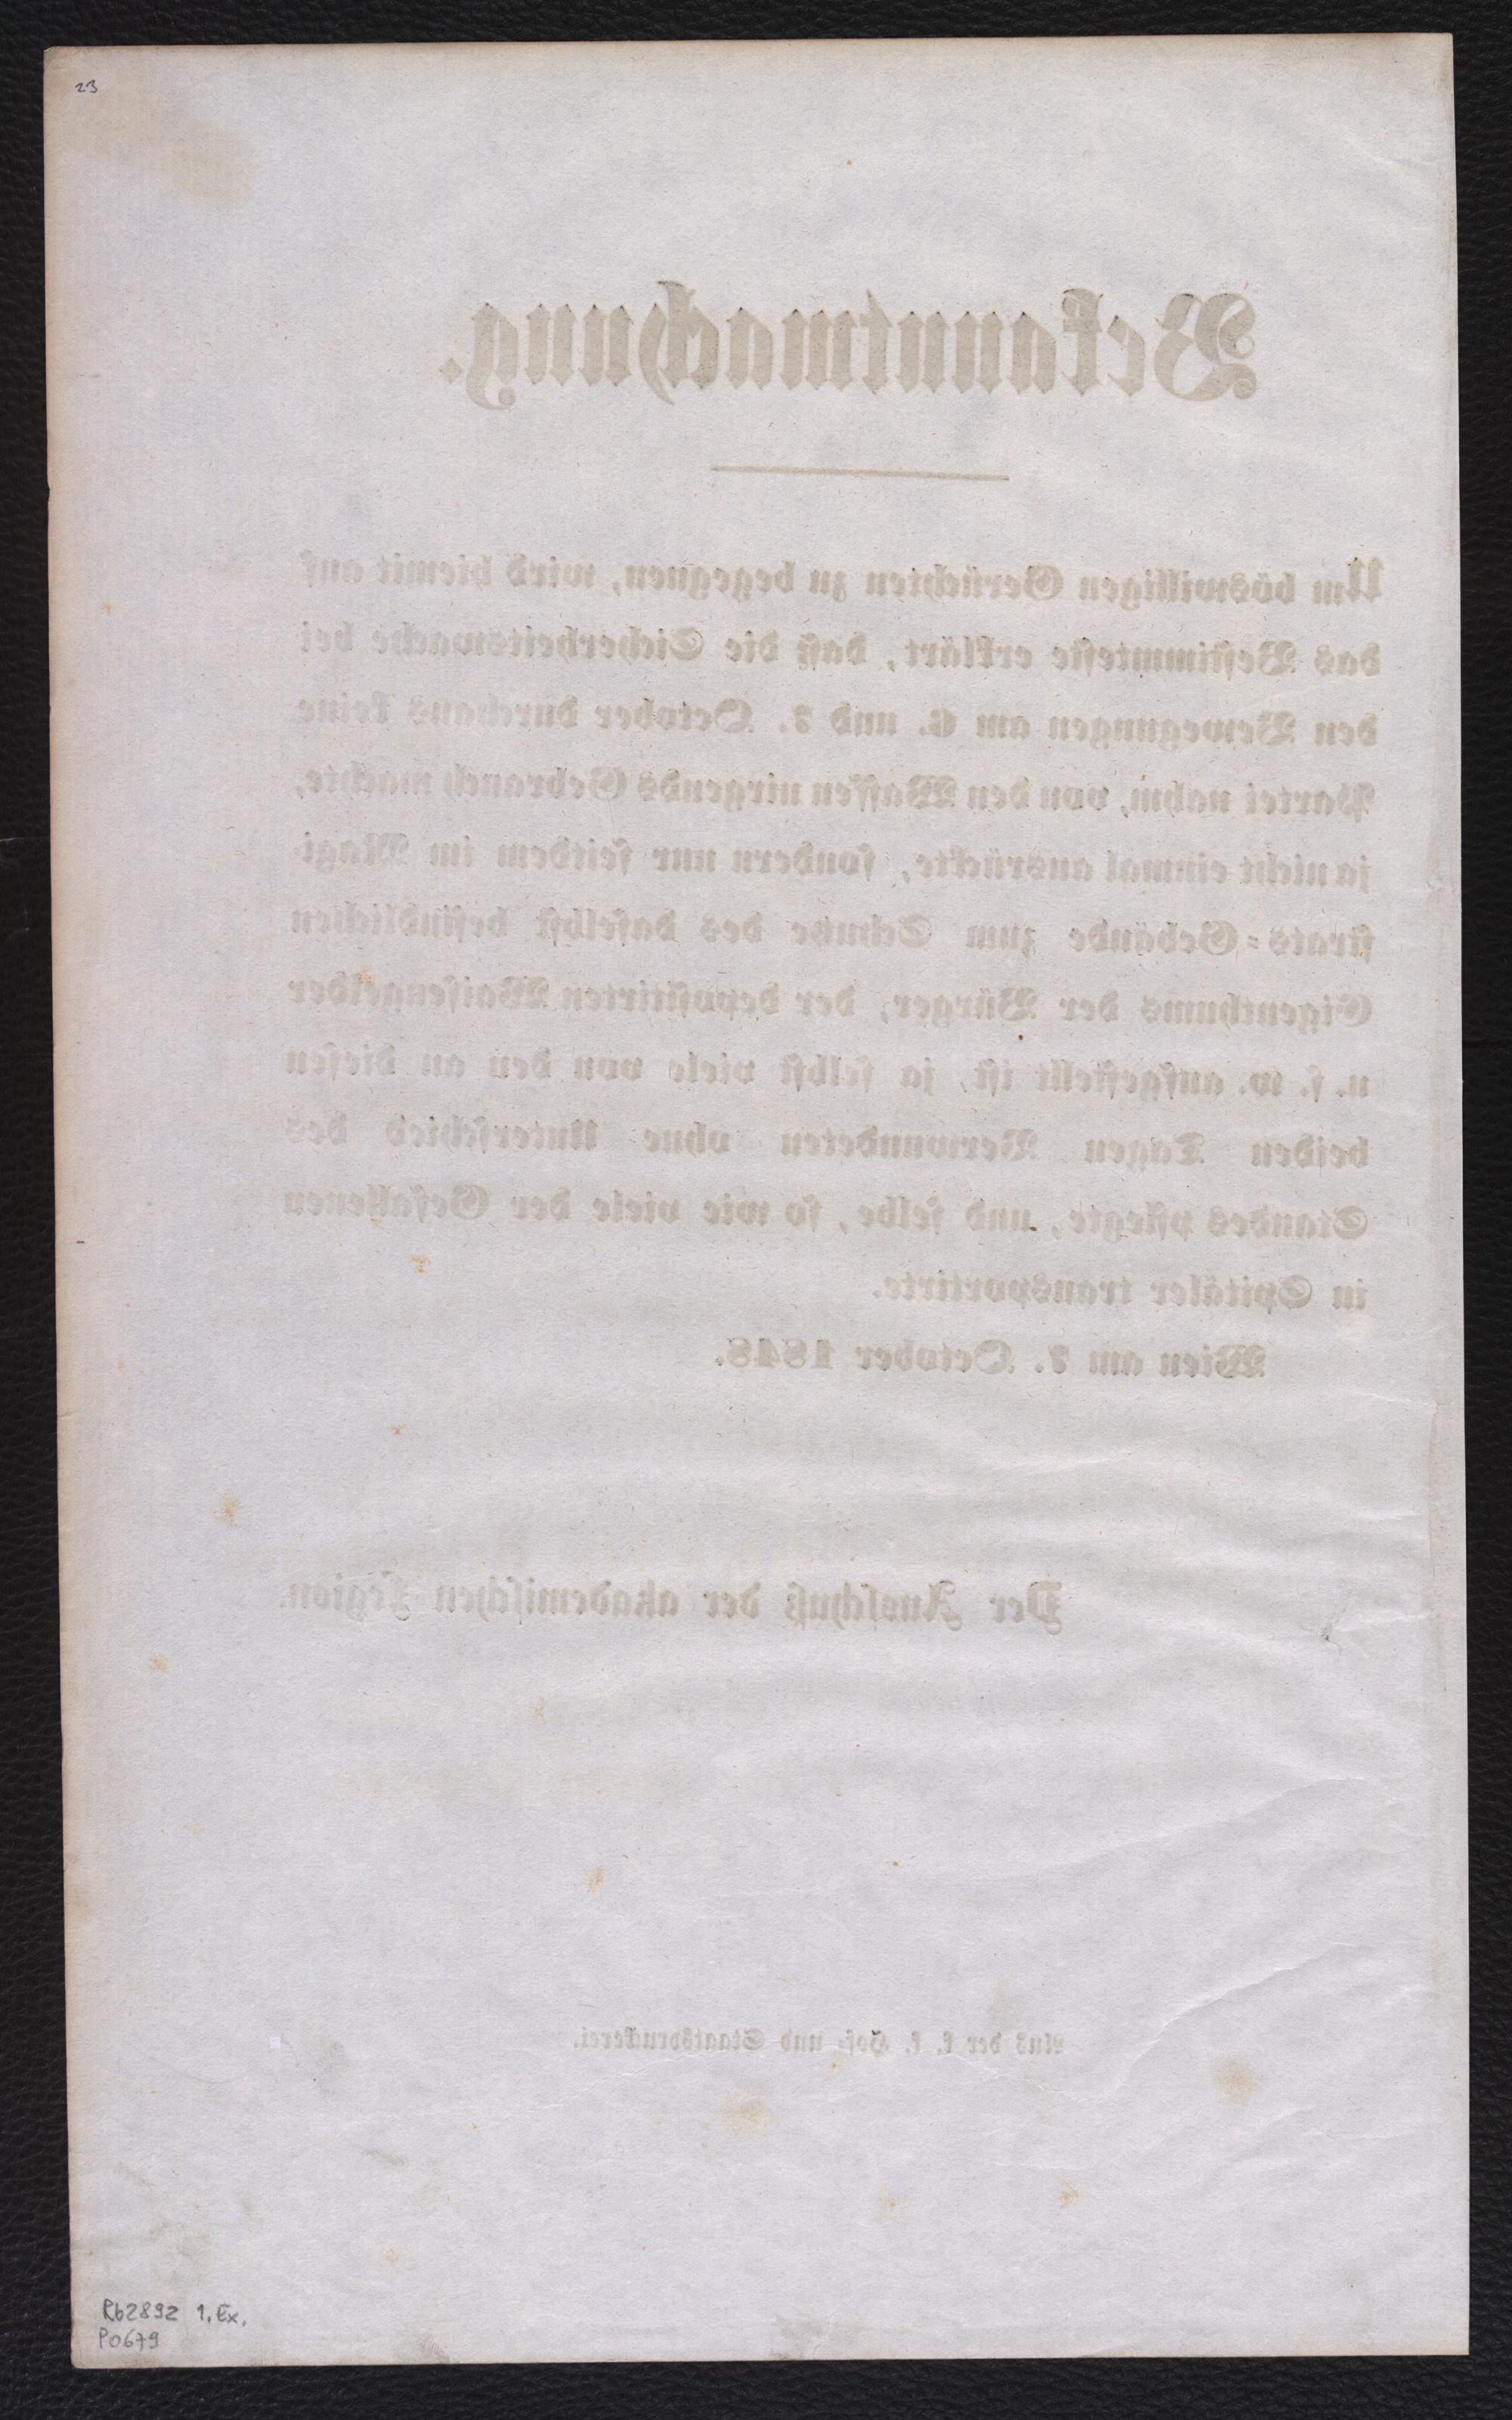 23
Bekanntmachung.
Um böswilligen Gerüchten zu begegnen, wird hiemit auf
das Bestimmteste erklärt, daß die Sicherheitswache bei
den Bewegungen am 6. und 7. October durchaus keine
Partei nahm, von den Waffen nirgends Gebrauch machte,
ja nicht einmal ausrückte, sondern nur seitdem im Magi-
strats-Gebäude zum Schutze des daselbst befindlichen
Eigenthums der Bürger, der depositirten Waisengelder
u. s. w. aufgestellt ist, ja selbst viele von den an diesen
beiden Tagen Verwundeten ohne Unterschied des
Standes pflegte, und selbe, so wie viele der Gefallenen
in Spitäler transportirte.
Wien am 7. October 1848.
Der Ausschuß der akademischen Legion.
Aus der k. k. Hof- und Staatsdruckerei.
Rb2892 1. Ex.
P0679